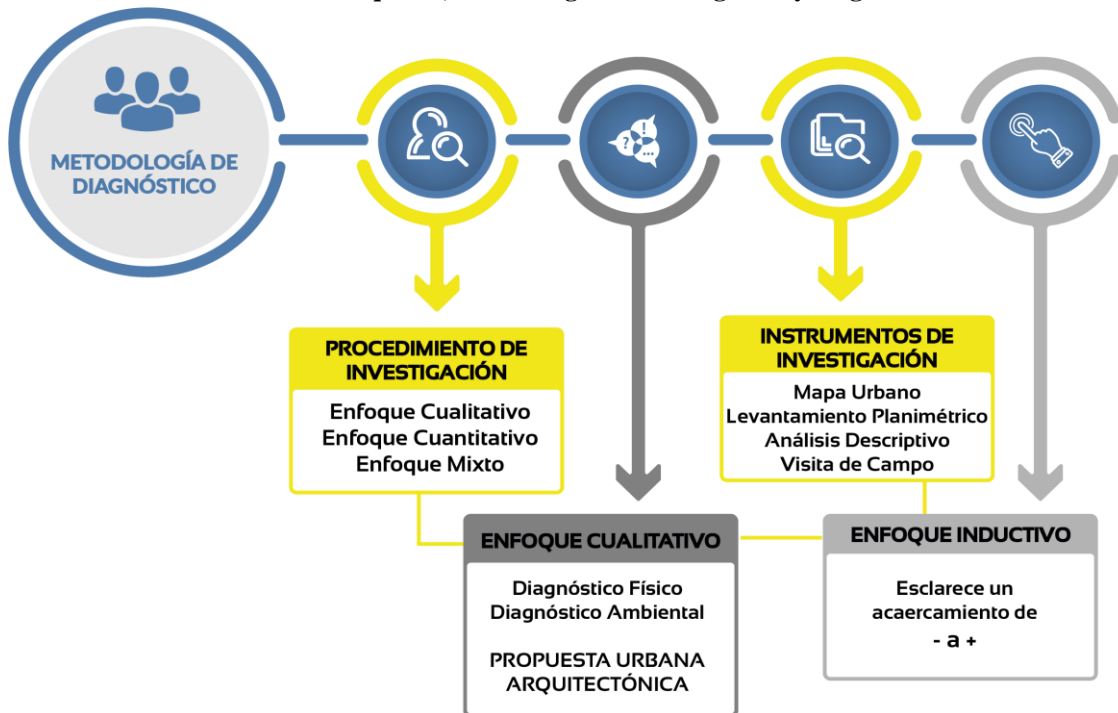 METODOLOGÍA DE
DIAGNÓSTICO
PROCEDIMIENTO DE
INVESTIGACIÓN
Enfoque Cualitativo
Enfoque Cuantitativo
Enfoque Mixto
ENFOQUE CUALITATIVO
Diagnóstico Físico
Diagnóstico Ambiental
PROPUESTA URBANA
ARQUITECTÓNICA
INSTRUMENTOS DE
INVESTIGACIÓN
Mapa Urbano
Levantamiento Planimétrico
Análisis Descriptivo
Visita de Campo
ENFOQUE INDUCTIVO
Esclarece un
acaercamiento de
- a +